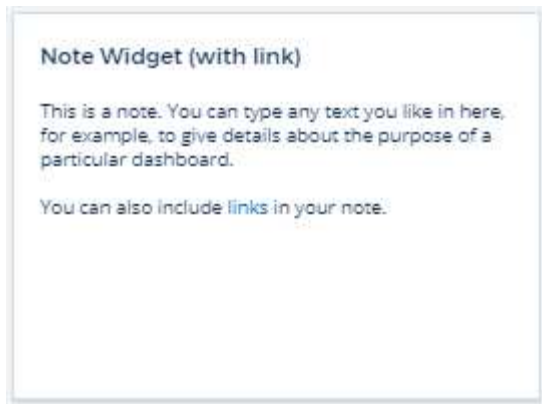 Note Widget (with link)
This is a note. You can type any text you like in here,
for example, to give details about the purpose of a
particular dashboard.
You can also include links in your note.